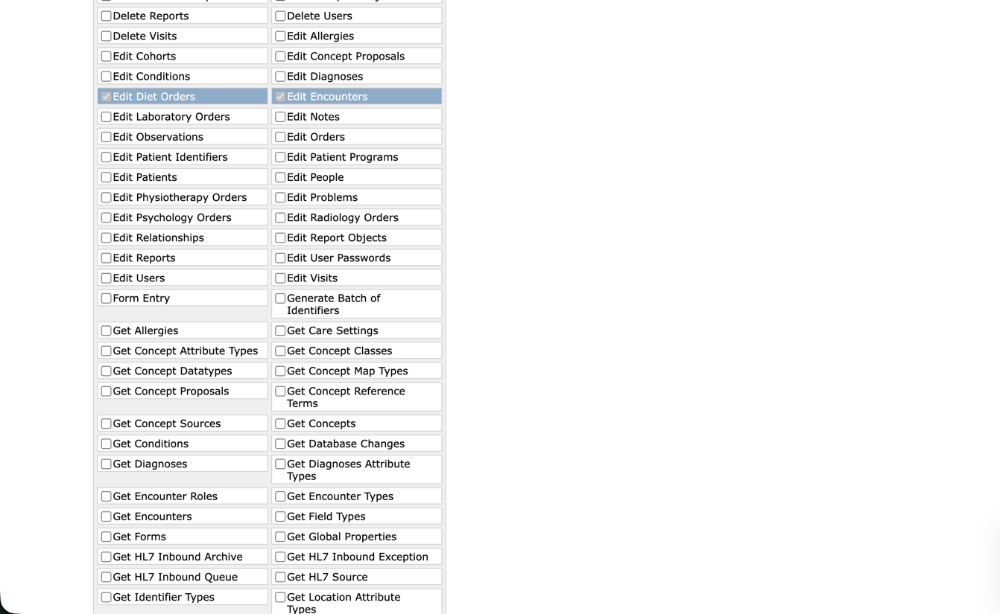 Delete Reports
Delete Users
Delete Visits
Edit Allergies
Edit Cohorts
Edit Concept Proposals
Edit Conditions
Edit Diagnoses
Edit Diet Orders
Edit Encounters
Edit Laboratory Orders
Edit Notes
Edit Observations
Edit Orders
Edit Patient Identifiers
Edit Patient Programs
Edit Patients
Edit People
Edit Physiotherapy Orders
Edit Problems
Edit Psychology Orders
Edit Radiology Orders
Edit Relationships
Edit Report Objects
Edit Reports
Edit User Passwords
Edit Users
Edit Visits
Form Entry
Generate Batch of
Identifiers
Get Allergies
Get Care Settings
Get Concept Attribute Types
Get Concept Classes
Get Concept Datatypes
Get Concept Map Types
Get Concept Proposals
Get Concept Reference
Terms
Get Concept Sources
Get Concepts
Get Conditions
Get Database Changes
Get Diagnoses
Get Diagnoses Attribute
Types
Get Encounter Roles
Get Encounter Types
Get Encounters
Get Field Types
Get Forms
Get Global Properties
Get HL7 Inbound Archive
Get HL7 Inbound Exception
Get HL7 Inbound Queue
Get HL7 Source
Get Identifier Types
Get Location Attribute
Types